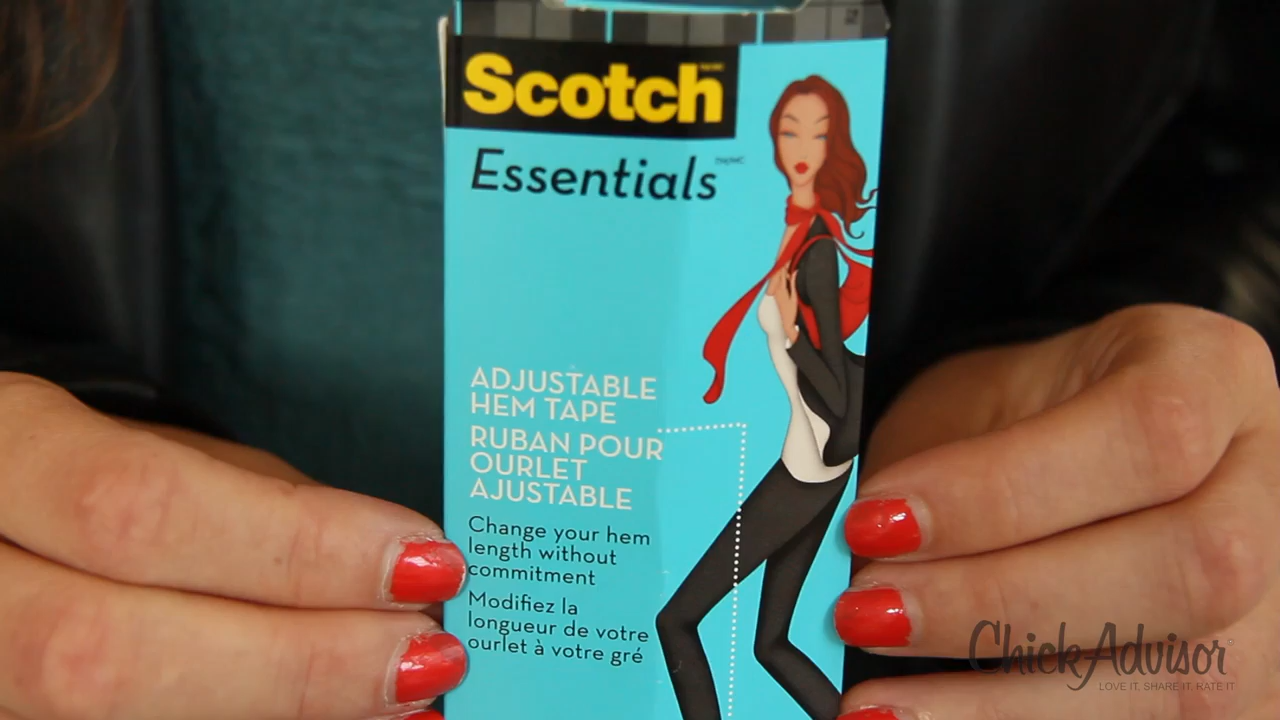 Scotch
Essentials
ADJUSTABLE
HEM TAPE
RUBAN POUR
OURLET
AJUSTABLE
Change your hem
length without
commitment
Modifiez la
longueur de votre
ourlet à votre gré
ChickAdvisor
LOVE IT. SHARE IT. RATE IT